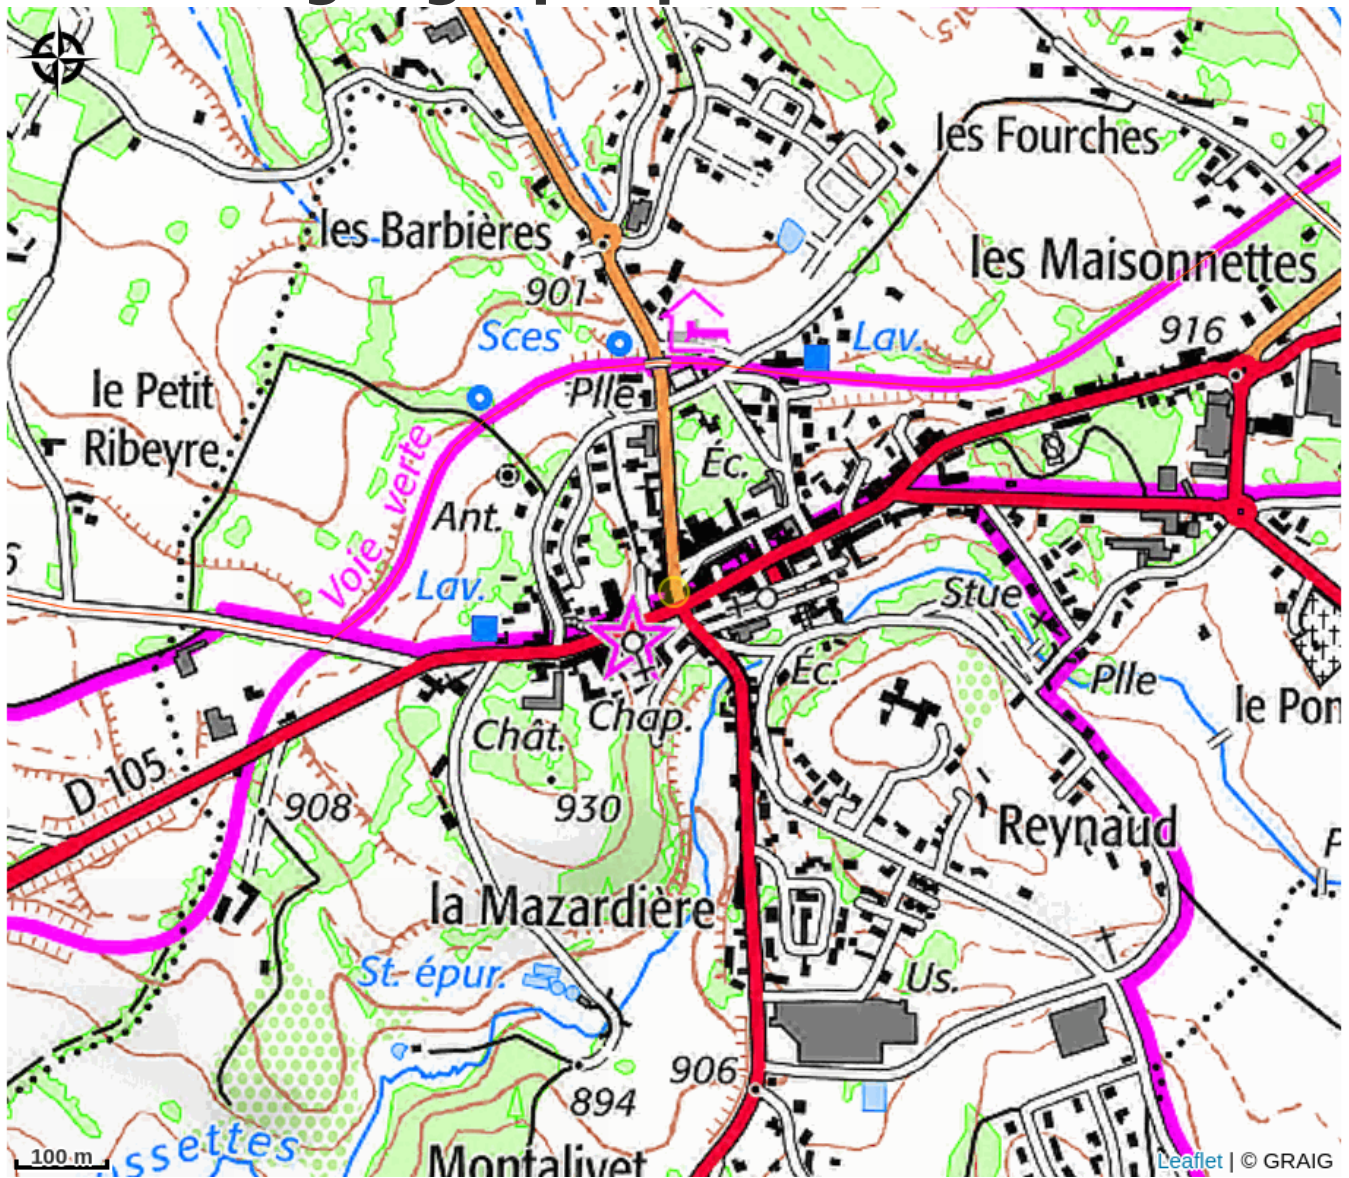 les Fourches
les Barbières
les Maisonnettes
901
Sces
Lav.
916
le Petit
Ribeyre
Plle
Éc.
Voie verte
Ant.
Lav.
Stue
Éc.
Plle
le Pon
Chap.
Chât.
D 105
908
930
Reynaud
la Mazardière
St. épur.
Us.
906
894
ssettes
Montalivet
100 m
Leaflet | © GRAIG